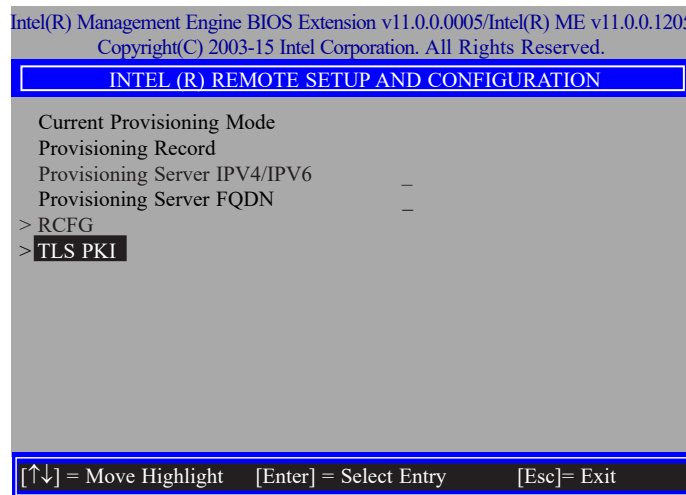 Intel(R) Management Engine BIOS Extension v11.0.0.0005/Intel(R) ME v11.0.0.1205
Copyright(C) 2003-15 Intel Corporation. All Rights Reserved.
INTEL (R) REMOTE SETUP AND CONFIGURATION
Current Provisioning Mode
Provisioning Record
Provisioning Server IPV4/IPV6 _
Provisioning Server FQDN _
> RCFG
> TLS PKI
[↑↓] = Move Highlight [Enter] = Select Entry [Esc]= Exit